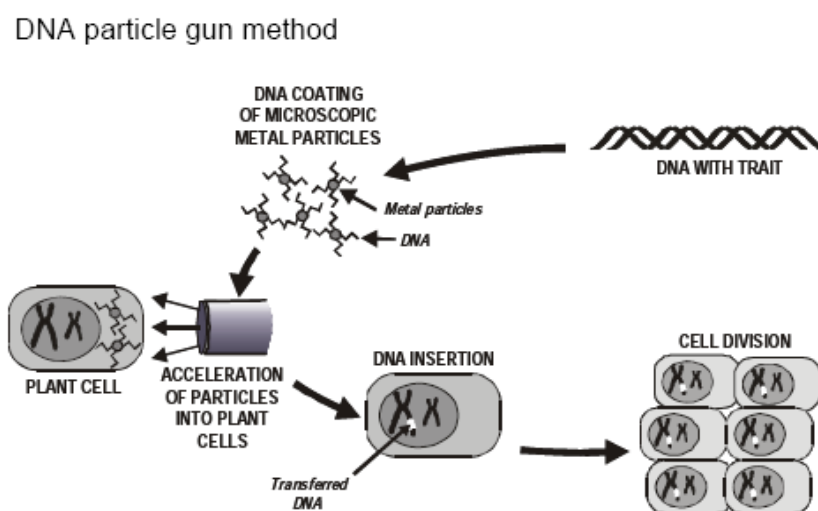 DNA particle gun method
DNA COATING
OF MICROSCOPIC
METAL PARTICLES
DNA WITH TRAIT
Metal particles
DNA
PLANT CELL
ACCELERATION
OF PARTICLES
INTO PLANT
CELLS
DNA INSERTION
Transferred
DNA
CELL DIVISION